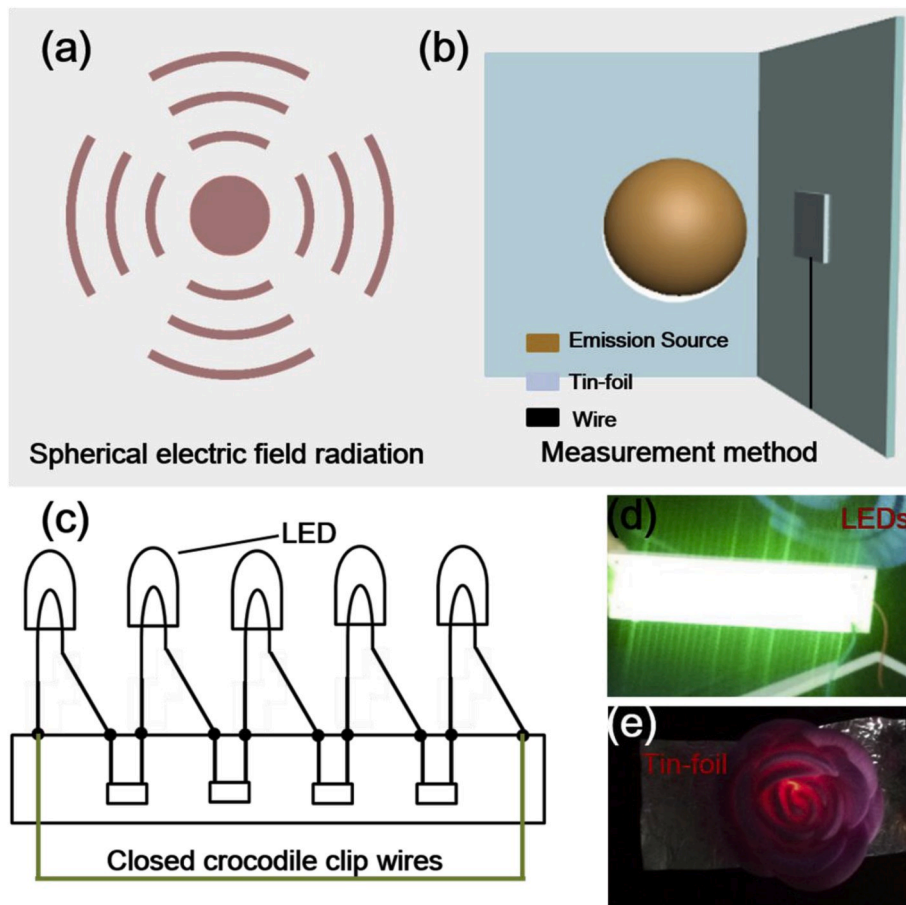 (a)
(b)
Emission Source
Tin-foil
Wire
Spherical electric field radiation
Measurement method
(c)
LED
Closed crocodile clip wires
(d)
LEDs
(e)
Tin-foil